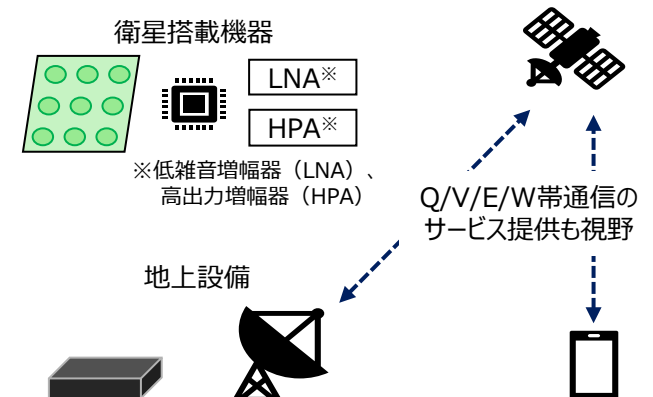 衛星搭載機器
LNA※
HPA※
※低雑音増幅器（LNA）、
高出力増幅器（HPA）
Q/V/E/W帯通信の
サービス提供も視野
地上設備